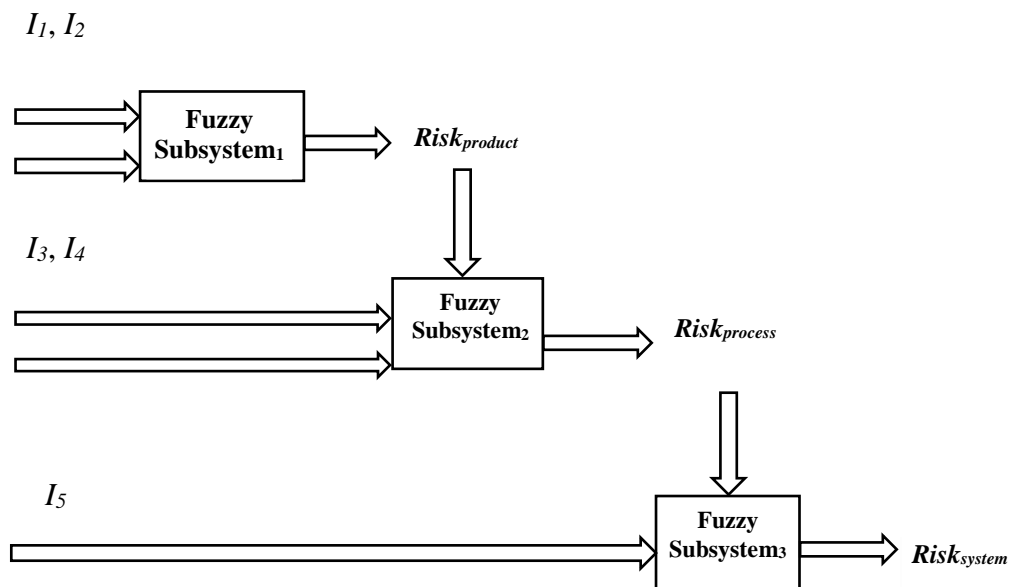 I1, I2
Fuzzy
Subsystem1
Riskproduct
I3, I4
Fuzzy
Subsystem2
Riskprocess
I5
Fuzzy
Subsystem3
Risksystem